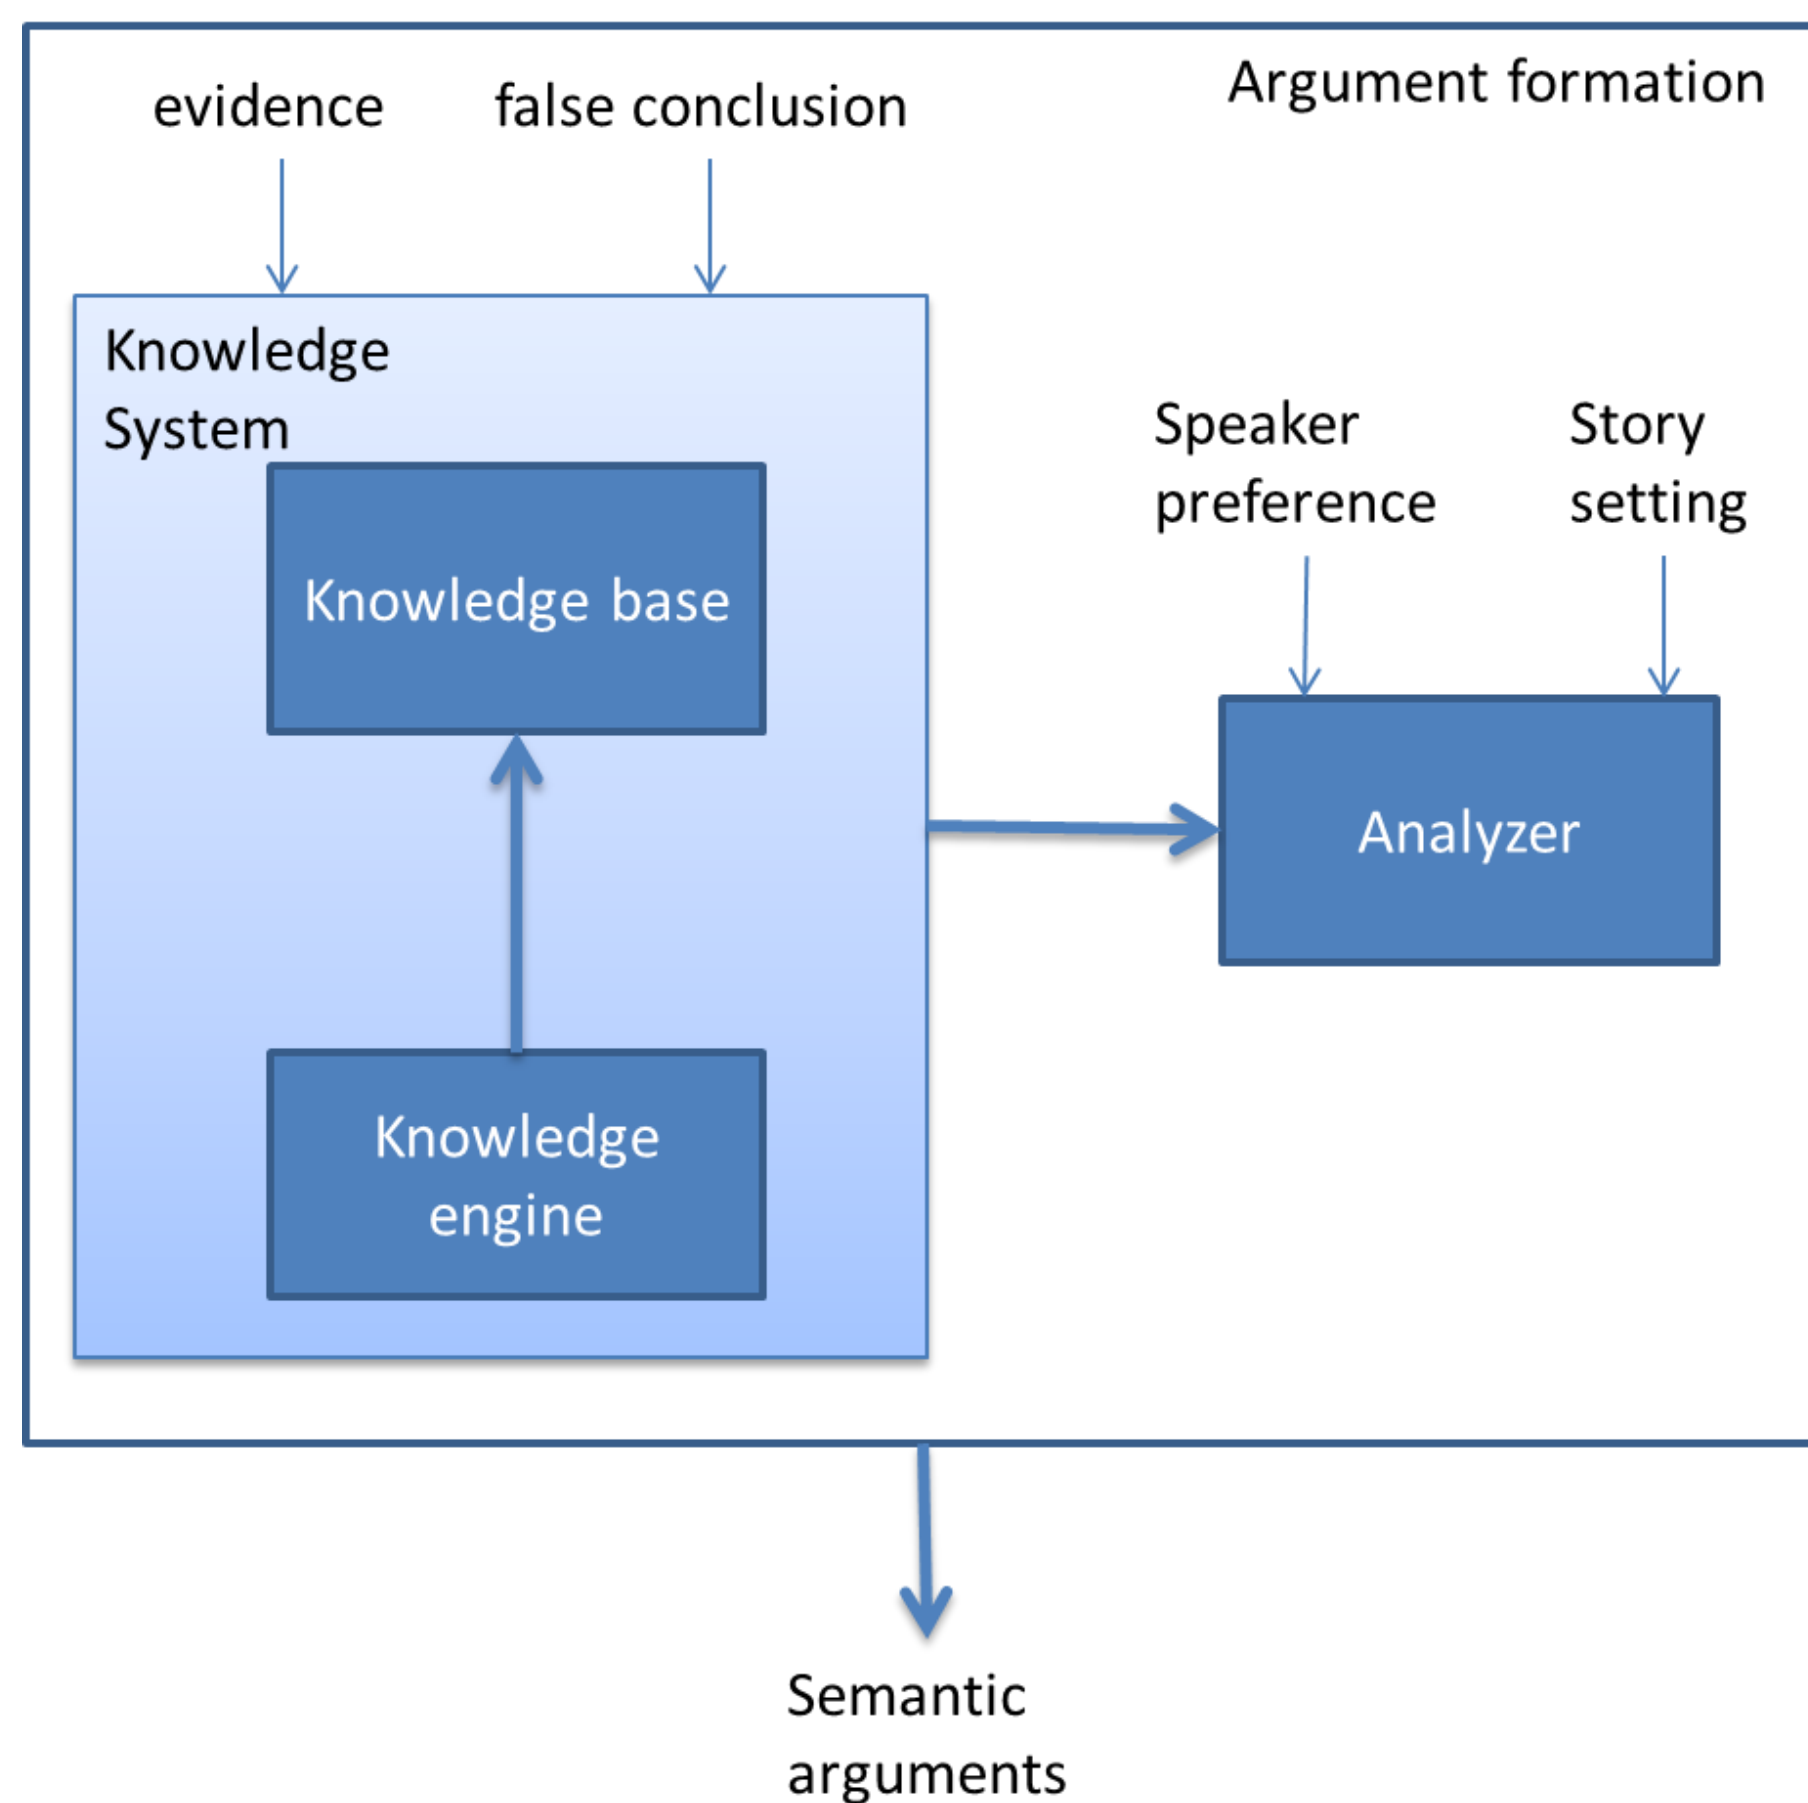 Argument formation
evidence
false conclusion
Knowledge
System
Knowledge base
Speaker
preference
Story
setting
Analyzer
Knowledge
engine
Semantic
arguments